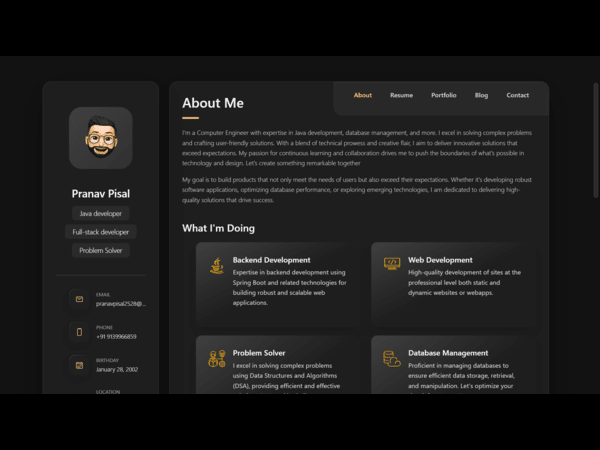 About
Resume
Portfolio
Blog
Contact
Pranav Pisal
Java developer
Full-stack developer
Problem Solver
EMAIL
pranavpisal2528@...
PHONE
+91 9139966859
BIRTHDAY
January 28, 2002
LOCATION
About Me
I'm a Computer Engineer with expertise in Java development, database management, and more. I excel in solving complex problems
and crafting user-friendly solutions. With a blend of technical prowess and creative flair, I aim to deliver innovative solutions that
exceed expectations. My passion for continuous learning and collaboration drives me to push the boundaries of what's possible in
technology and design. Let's create something remarkable together
My goal is to build products that not only meet the needs of users but also exceed their expectations. Whether it's developing robust
software applications, optimizing database performance, or exploring emerging technologies, I am dedicated to delivering high-
quality solutions that drive success.
What I'm Doing
Backend Development
Expertise in backend development using
Spring Boot and related technologies for
building robust and scalable web
applications.
Web Development
High-quality development of sites at the
professional level both static and
dynamic websites or webapps.
Problem Solver
I excel in solving complex problems
using Data Structures and Algorithms
(DSA), providing efficient and effective
Database Management
Proficient in managing databases to
ensure efficient data storage, retrieval,
and manipulation. Let's optimize your